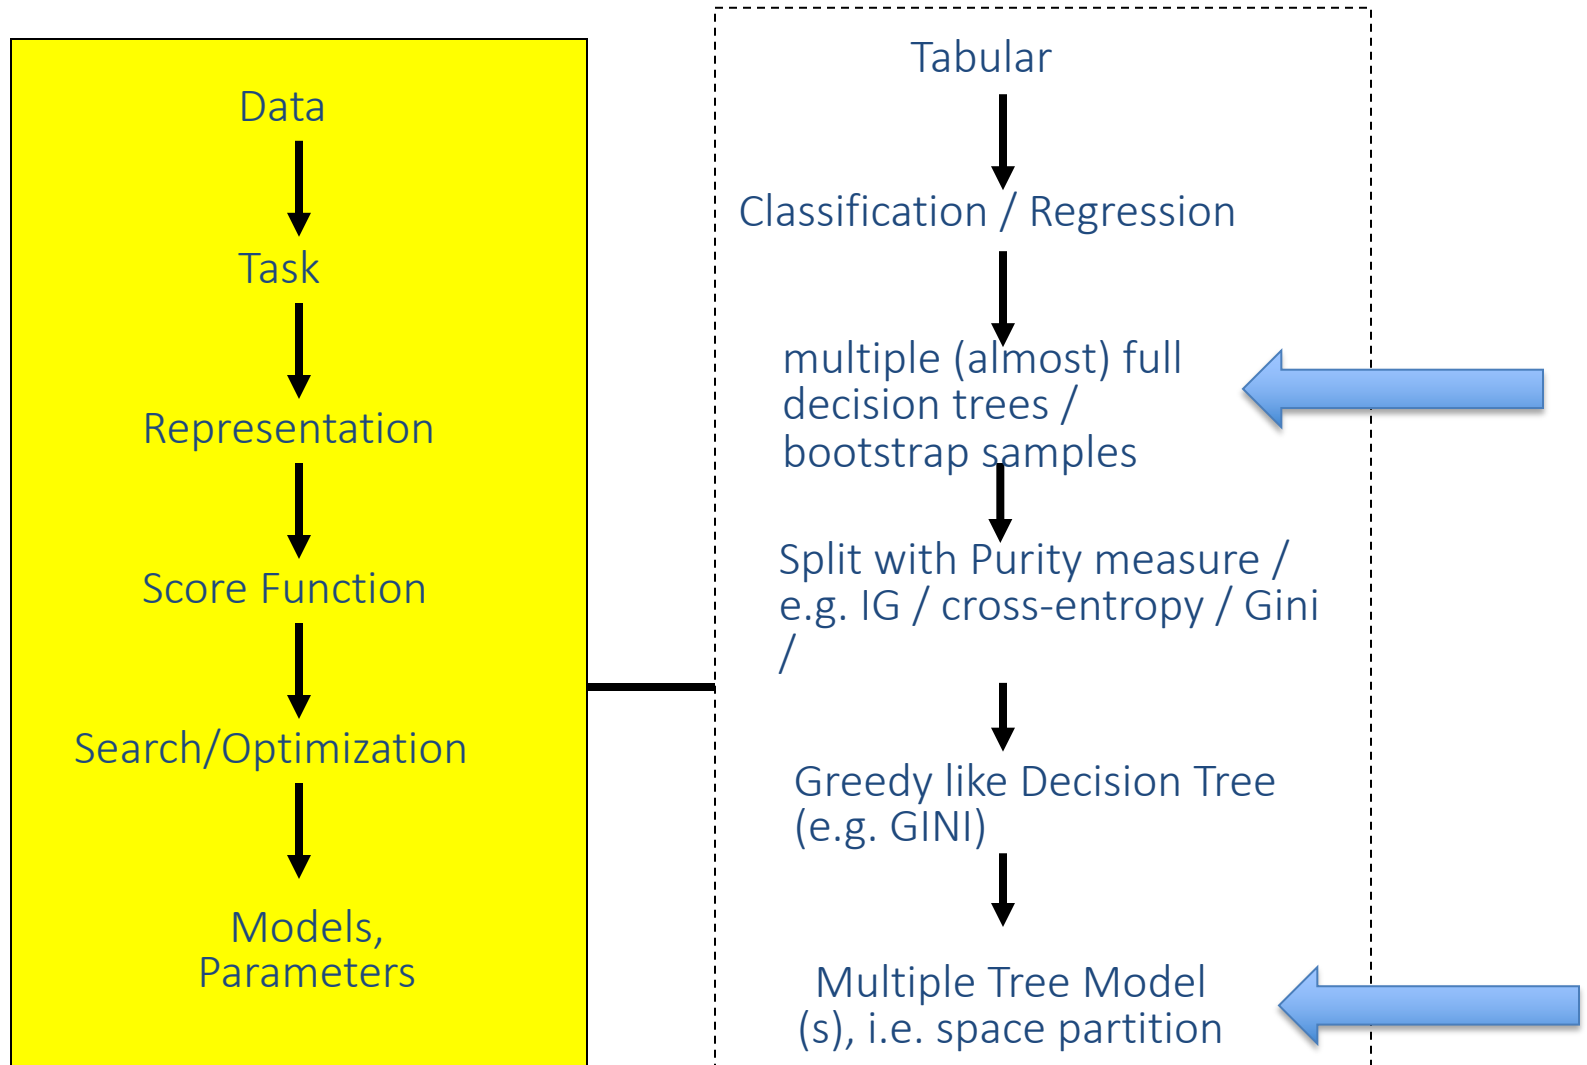 Data
Task
Representation
Score Function
Search/Optimization
Models,
Parameters
Tabular
Classification / Regression
multiple (almost) full
decision trees /
bootstrap samples
Split with Purity measure /
e.g. IG / cross-entropy / Gini
/
Greedy like Decision Tree
(e.g. GINI)
Multiple Tree Model
(s), i.e. space partition